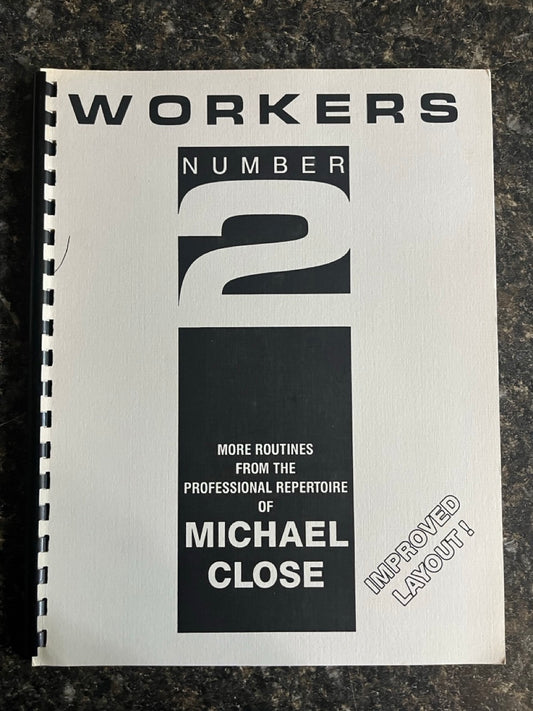 WORKERS
NUMBER
2
MORE ROUTINES
FROM THE
PROFESSIONAL REPERTOIRE
OF
MICHAEL
CLOSE
IMPROVED
LAYOUT!